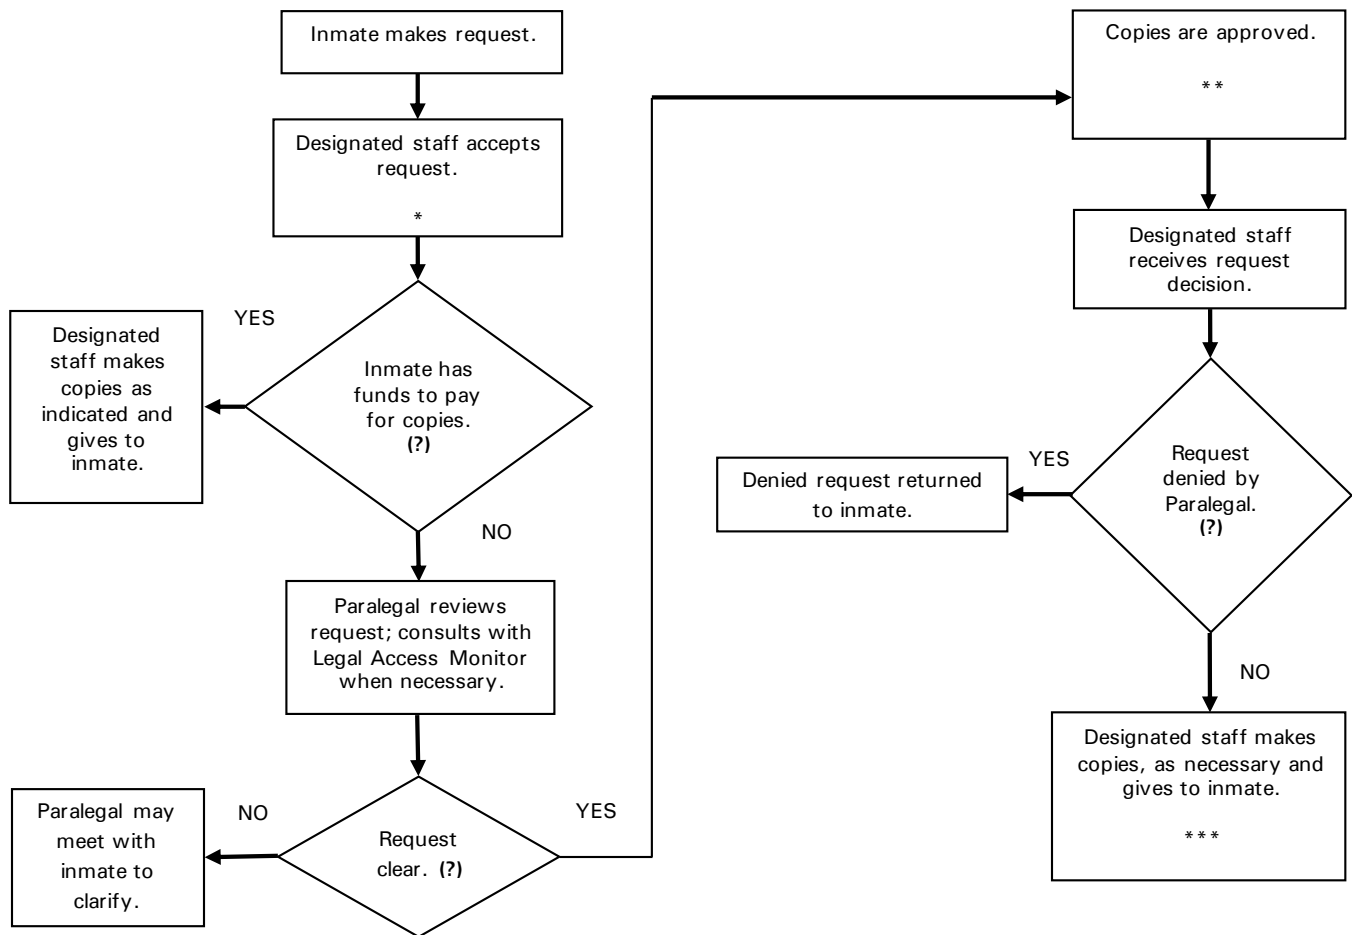 Inmate makes request.
Designated staff accepts
request.
*
YES
Inmate has
funds to pay
for copies.
(?)
Designated
staff makes
copies as
indicated and
gives to
inmate.
NO
Paralegal reviews
request; consults with
Legal Access Monitor
when necessary.
Request
clear. (?)
NO
Paralegal may
meet with
inmate to
clarify.
YES
Copies are approved.
**
Designated staff
receives request
decision.
Request
denied by
Paralegal.
(?)
YES
Denied request returned
to inmate.
NO
Designated staff makes
copies, as necessary and
gives to inmate.
***